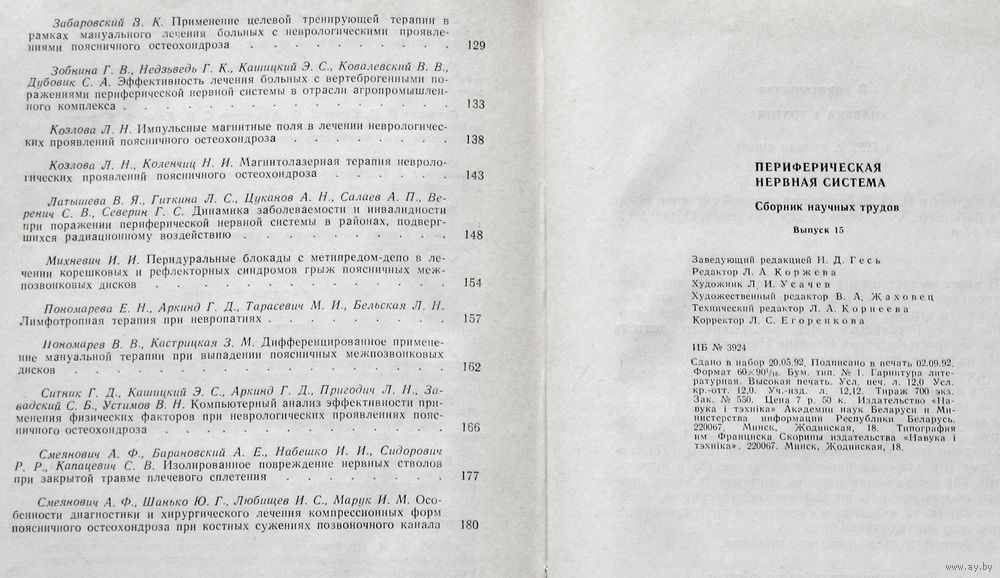 Забаровский З. К. Применение целевой тренирующей терапии в
рамках мануального лечения больных с неврологическими проявле-
ниями поясничного остеохондроза . . . . . . . . . 129
Зобнина Г. В., Недзьведь Г. К., Кашицкий Э. С., Ковалевский В. В.,
Дубовик С. А. Эффективность лечения больных с вертеброгенными по-
ражениями периферической нервной системы в отрасли агропромышлен-
ного комплекса . . . . . . . . . . . . . 133
Козлова Л. Н. Импульсные магнитные поля в лечении неврологичес-
ких проявлений поясничного остеохондроза . . . . . . . 138
Козлова Л. Н., Коленчиц Н. И. Магнитолазерная терапия невроло-
гических проявлений поясничного остеохондроза . . . . . 143
Латышева В. Я., Гиткина Л. С., Цуканов А. Н., Салаев А. П., Ве-
ренич С. В., Северин Г. С. Динамика заболеваемости и инвалидности
при поражении периферической нервной системы в районах, подверг-
шихся радиационному воздействию . . . . . . . . . 148
Михневич И. И. Перидуральные блокады с метипредом-депо в ле-
чении корешковых и рефлекторных синдромов грыж поясничных меж-
позвонковых дисков . . . . . . . . . . . . 154
Пономарева Е. Н., Аркинд Г. Д., Тарасевич М. И., Бельская Л. Н.
Лимфотропная терапия при невропатиях . . . . . . . . 157
Пономарев В. В., Кастрицкая З. М. Дифференцированное примене-
ние мануальной терапии при выпадении поясничных межпозвонковых
дисков . . . . . . . . . . . . . . 162
Ситник Г. Д., Кашицкий Э. С., Аркинд Г. Д., Пригодич Л. Н., За-
вадский С. Б., Устимов В. Н. Компьютерный анализ эффективности при-
менения физических факторов при неврологических проявлениях пояс-
ничного остеохондроза . . . . . . . . . . . 166
Смеянович А. Ф., Барановский А. Е., Набешко И. И., Сидорович
Р. Р., Капацевич С. В. Изолированное повреждение нервных стволов
при закрытой травме плечевого сплетения . . . . . . . 177
Смеянович А. Ф., Шанько Ю. Г., Любищев И. С., Марук И. М. Осо-
бенности диагностики и хирургического лечения компрессионных форм
поясничного остеохондроза при костных сужениях позвоночного канала 180
ПЕРИФЕРИЧЕСКАЯ
НЕРВНАЯ СИСТЕМА
Сборник научных трудов
Выпуск 15
Заведующий редакцией Н. Д. Гесь
Редактор Л. А Коржева
Художник Л. И. Усачев
Художественный редактор В. А. Жаховец
Технический редактор Л. А. Корнеева
Корректор Л. С. Егоренкова
ИБ № 3924
Сдано в набор 20.05.92. Подписано в печать 02.09.92.
Формат 60×90¹/₁₆. Бум. тип. № 1. Гарнитура лите-
ратурная. Высокая печать. Усл. печ. л. 12,0 Усл.
кр.-отт. 12,0. Уч.-изд. л. 12,12. Тираж 700 экз.
Зак. № 550. Цена 7 р. 50 к. Издательство «На-
вука і тэхніка» Академии наук Беларуси и Ми-
нистерства информации Республики Беларусь.
220067. Минск, Жодинская, 18. Типография
им Франциска Скорины издательства «Навука і
тэхніка». 220067. Минск, Жодинская, 18.
www.ay.by